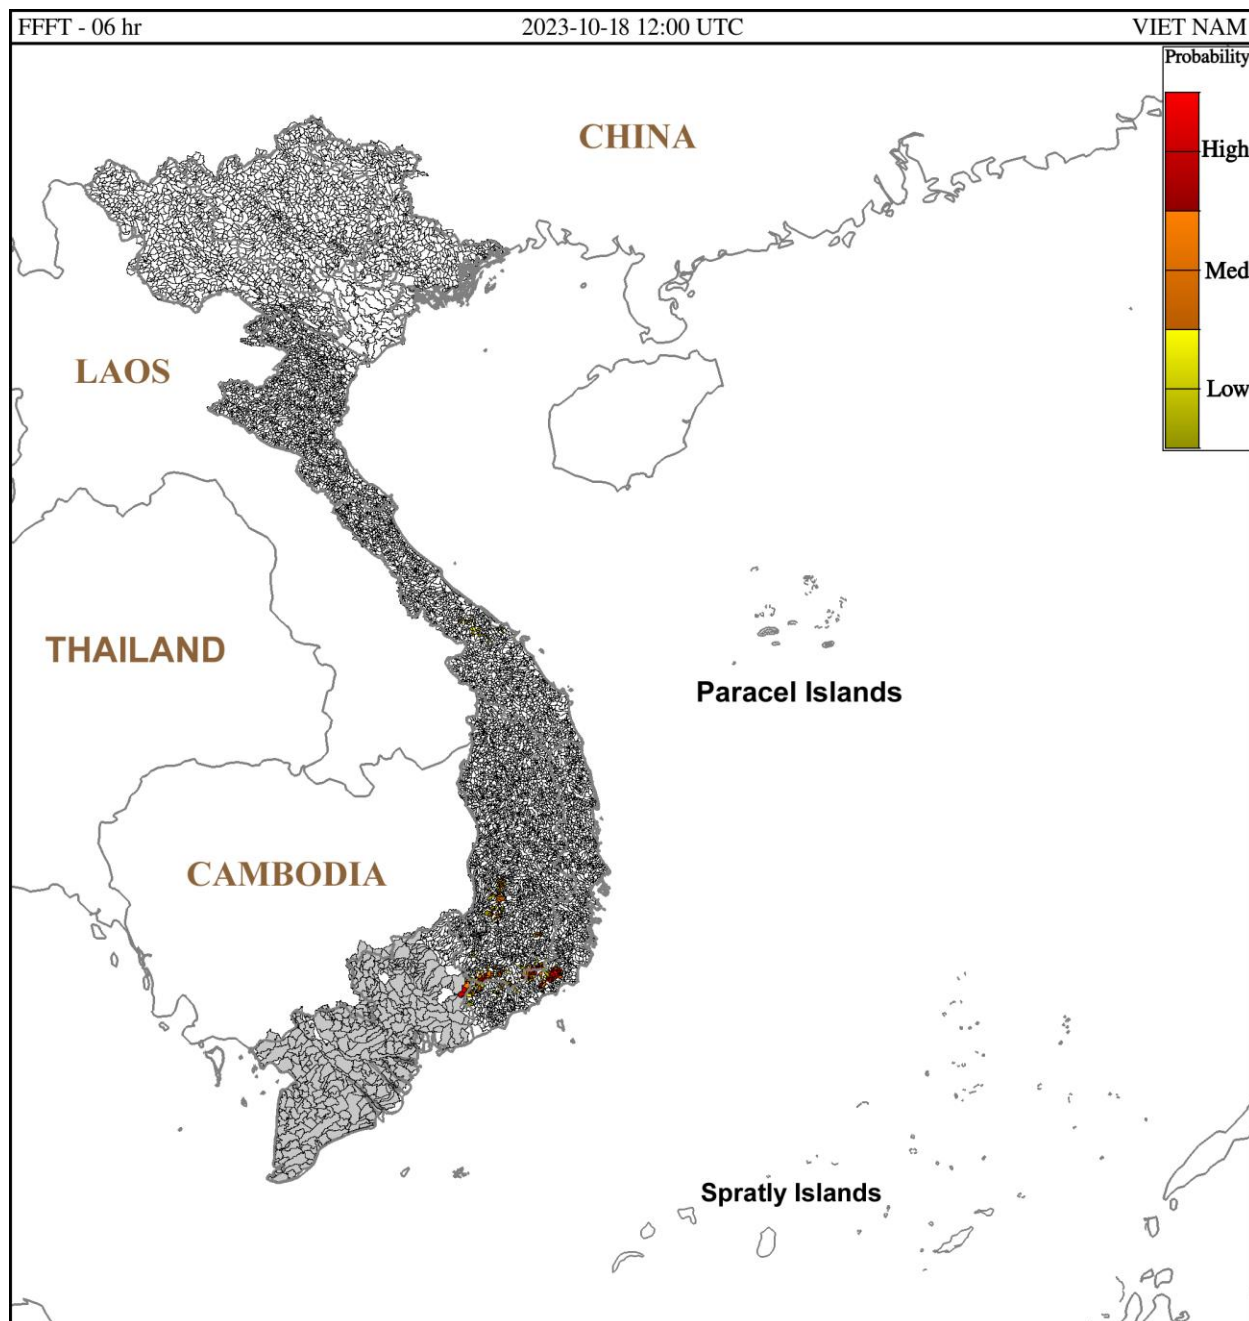 FFFT - 06 hr
2023-10-18 12:00 UTC
VIET NAM
Probability
CHINA
High
Med
LAOS
Low
THAILAND
Paracel Islands
CAMBODIA
Spratly Islands